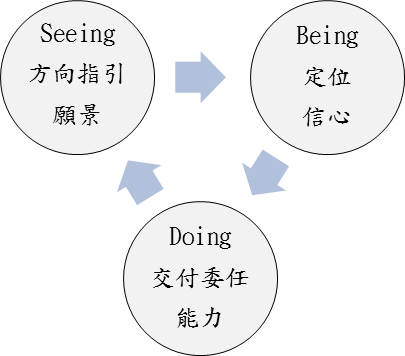 Seeing
方向指引
願景
Being
定位
信心
Doing
交付委任
能力